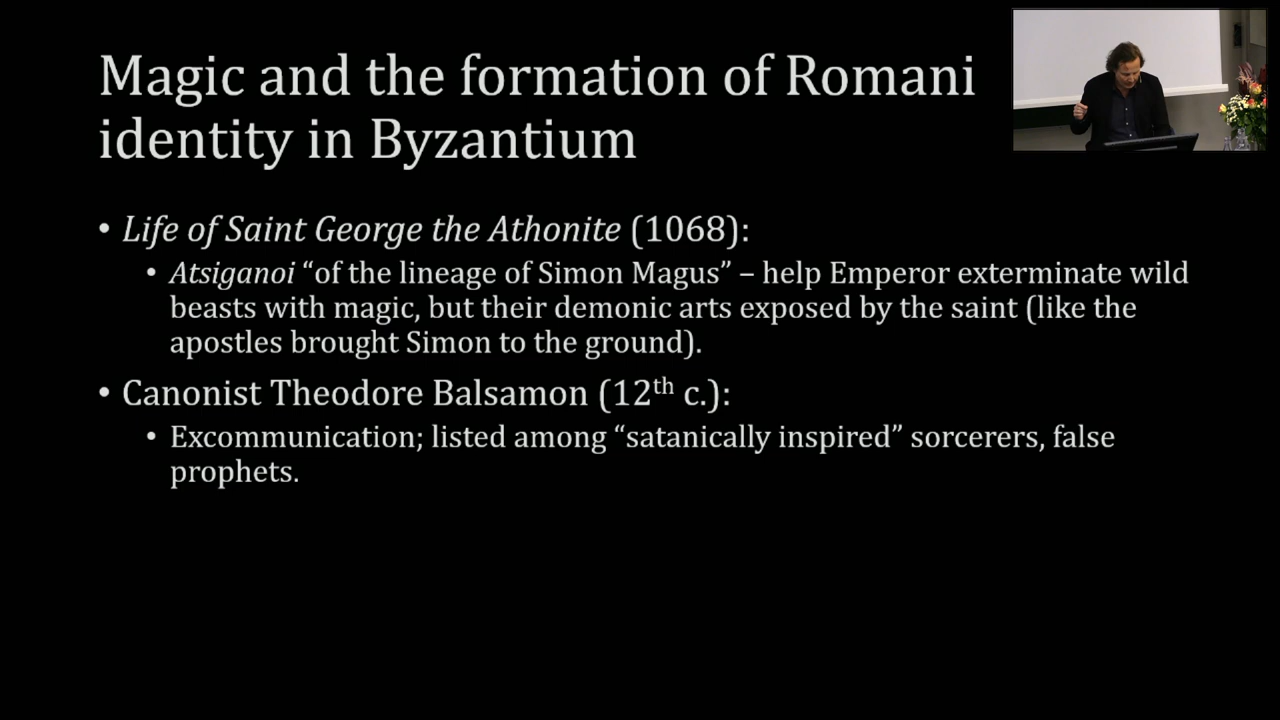 Magic and the formation of Romani
identity in Byzantium
• Life of Saint George the Athonite (1068):
• Atsiganoi “of the lineage of Simon Magus” – help Emperor exterminate wild
beasts with magic, but their demonic arts exposed by the saint (like the
apostles brought Simon to the ground).
• Canonist Theodore Balsamon (12th c.):
• Excommunication; listed among “satanically inspired” sorcerers, false
prophets.